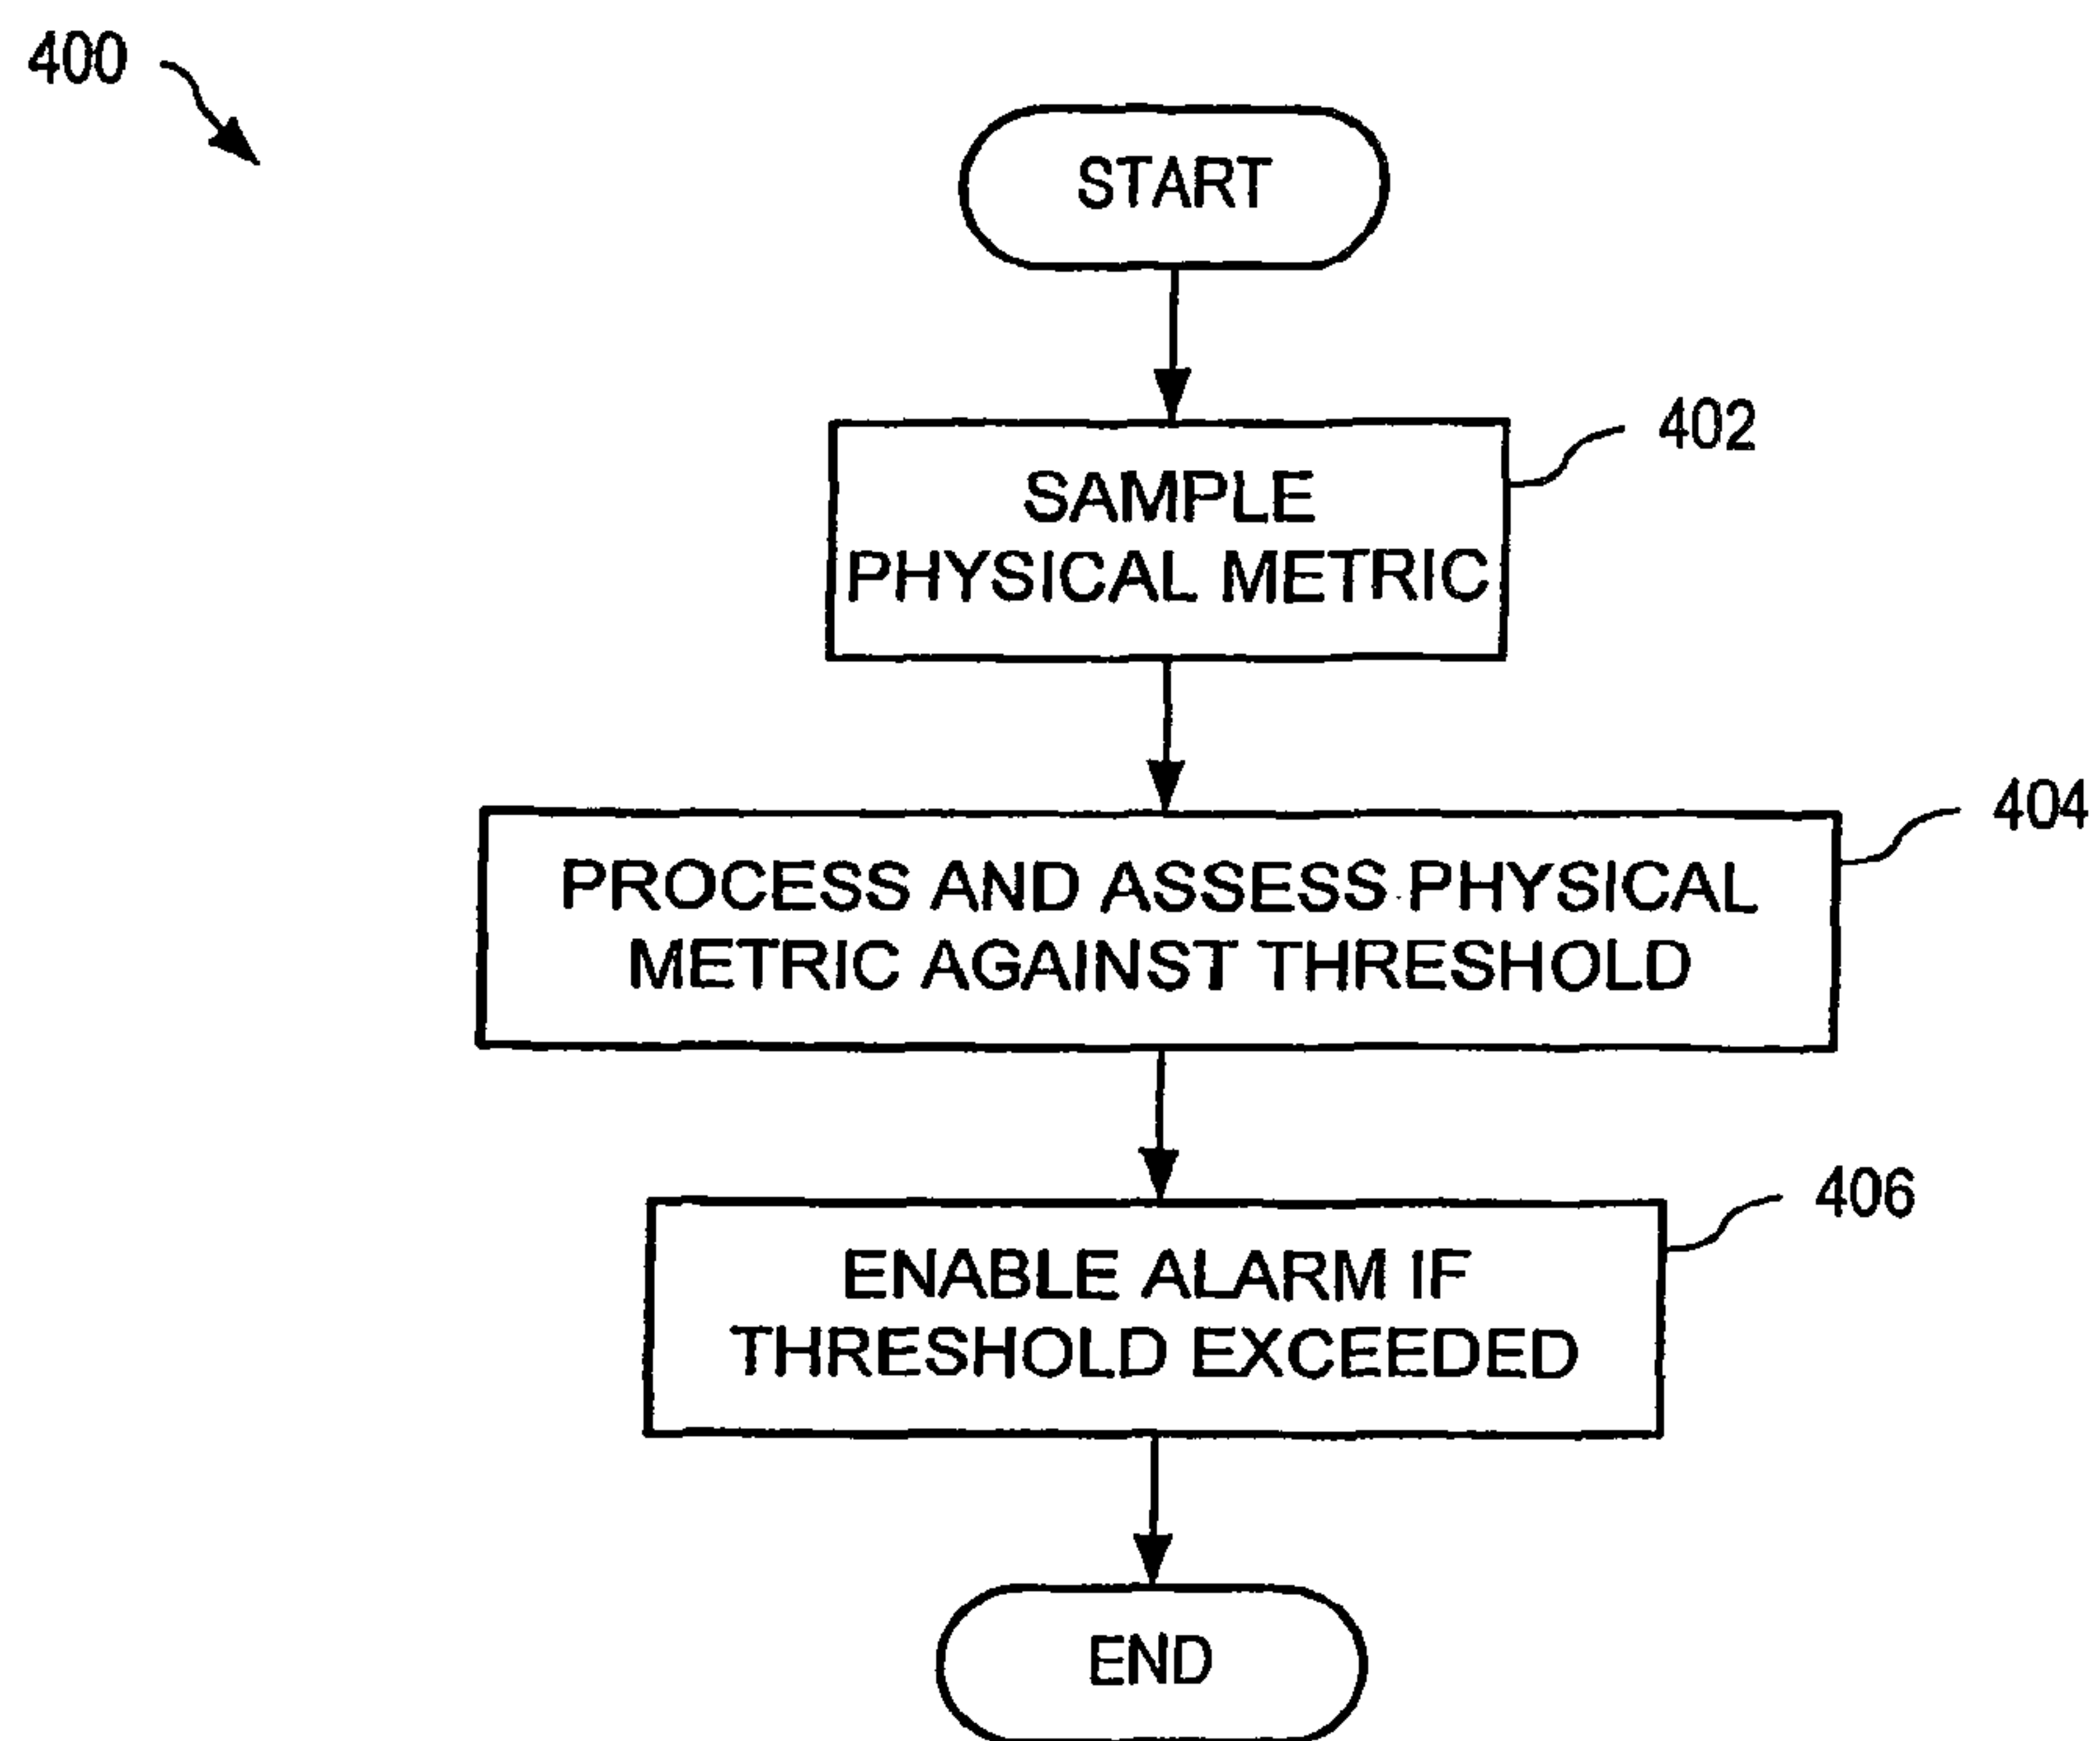 400
START
402
SAMPLE
PHYSICAL METRIC
404
PROCESS AND ASSESS PHYSICAL
METRIC AGAINST THRESHOLD
406
ENABLE ALARM IF
THRESHOLD EXCEEDED
END